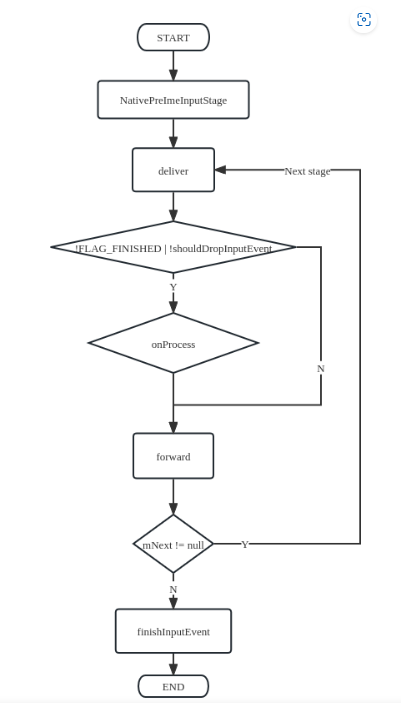 START
NativePreImeInputStage
deliver
Next stage
!FLAG_FINISHED | !shouldDropInputEvent
Y
onProcess
N
forward
mNext != null
Y
N
finishInputEvent
END